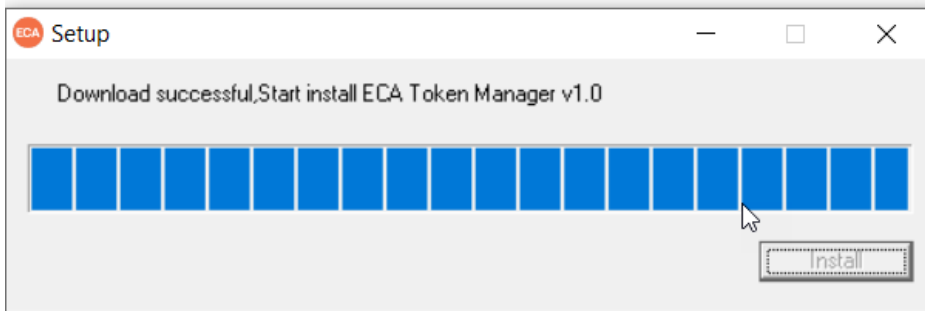 ECA Setup
Download successful,Start install ECA Token Manager v1.0
Install